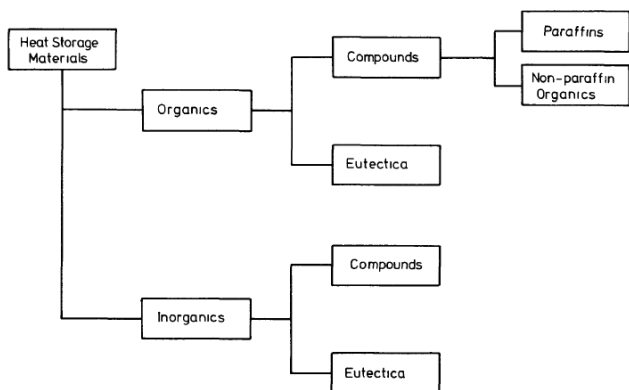 Heat Storage
Materials
Organics
Compounds
Paraffins
Non-paraffin
Organics
Eutectica
Inorganics
Compounds
Eutectica